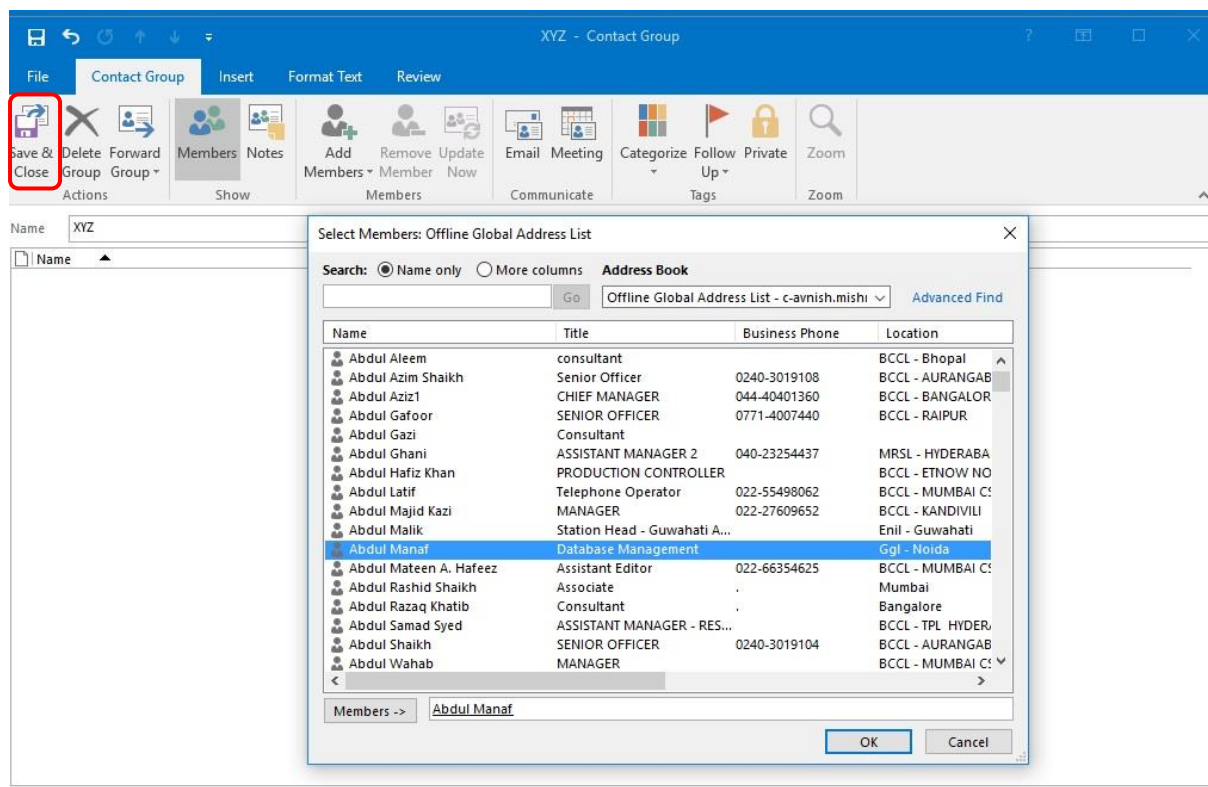 XYZ - Contact Group ?
File Contact Group Insert Format Text Review
Save & Close Delete Group Forward Group Members Notes Add Members Remove Member Update Now Email Meeting Categorize Follow Up Private Zoom
Actions Show Members Communicate Tags Zoom
Name XYZ
Name
Select Members: Offline Global Address List
Search: Name only More columns Address Book
Go Offline Global Address List - c-avnish.mishr Advanced Find
Name Title Business Phone Location
Abdul Aleem consultant BCCL - Bhopal
Abdul Azim Shaikh Senior Officer 0240-3019108 BCCL - AURANGAB
Abdul Aziz1 CHIEF MANAGER 044-40401360 BCCL - BANGALOR
Abdul Gafoor SENIOR OFFICER 0771-4007440 BCCL - RAIPUR
Abdul Gazi Consultant
Abdul Ghani ASSISTANT MANAGER 2 040-23254437 MRSL - HYDERABA
Abdul Hafiz Khan PRODUCTION CONTROLLER BCCL - ETNOW NO
Abdul Latif Telephone Operator 022-55498062 BCCL - MUMBAI CS
Abdul Majid Kazi MANAGER 022-27609652 BCCL - KANDIVILI
Abdul Malik Station Head - Guwahati A... Enil - Guwahati
Abdul Manaf Database Management Ggl - Noida
Abdul Mateen A. Hafeez Assistant Editor 022-66354625 BCCL - MUMBAI CS
Abdul Rashid Shaikh Associate . Mumbai
Abdul Razaq Khatib Consultant . Bangalore
Abdul Samad Syed ASSISTANT MANAGER - RES... BCCL - TPL HYDER
Abdul Shaikh SENIOR OFFICER 0240-3019104 BCCL - AURANGAB
Abdul Wahab MANAGER BCCL - MUMBAI CS
Members -> Abdul Manaf
OK Cancel